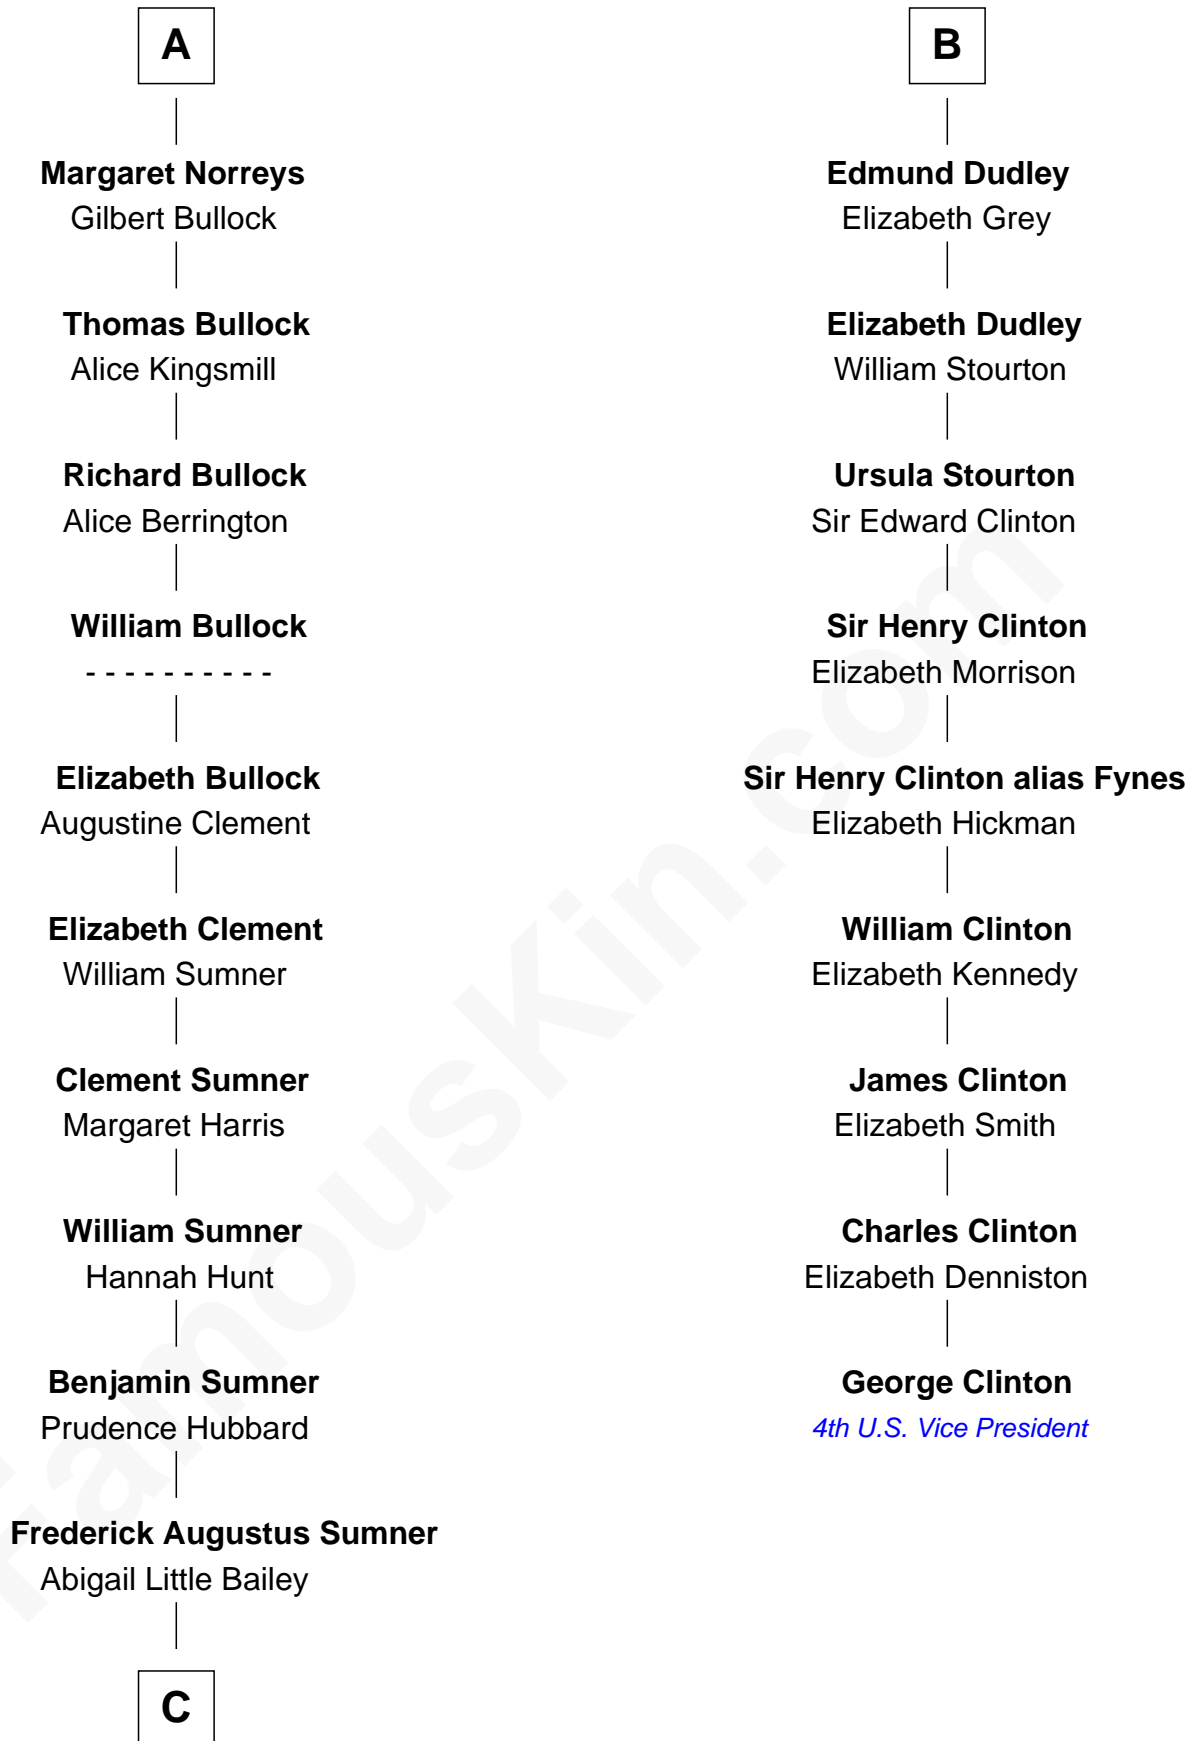 A
Margaret Norreys
Gilbert Bullock
Thomas Bullock
Alice Kingsmill
Richard Bullock
Alice Berrington
William Bullock
- - - - - - - - - -
Elizabeth Bullock
Augustine Clement
Elizabeth Clement
William Sumner
Clement Sumner
Margaret Harris
William Sumner
Hannah Hunt
Benjamin Sumner
Prudence Hubbard
Frederick Augustus Sumner
Abigail Little Bailey
C
B
Edmund Dudley
Elizabeth Grey
Elizabeth Dudley
William Stourton
Ursula Stourton
Sir Edward Clinton
Sir Henry Clinton
Elizabeth Morrison
Sir Henry Clinton alias Fynes
Elizabeth Hickman
William Clinton
Elizabeth Kennedy
James Clinton
Elizabeth Smith
Charles Clinton
Elizabeth Denniston
George Clinton
4th U.S. Vice President
FamousKin.com